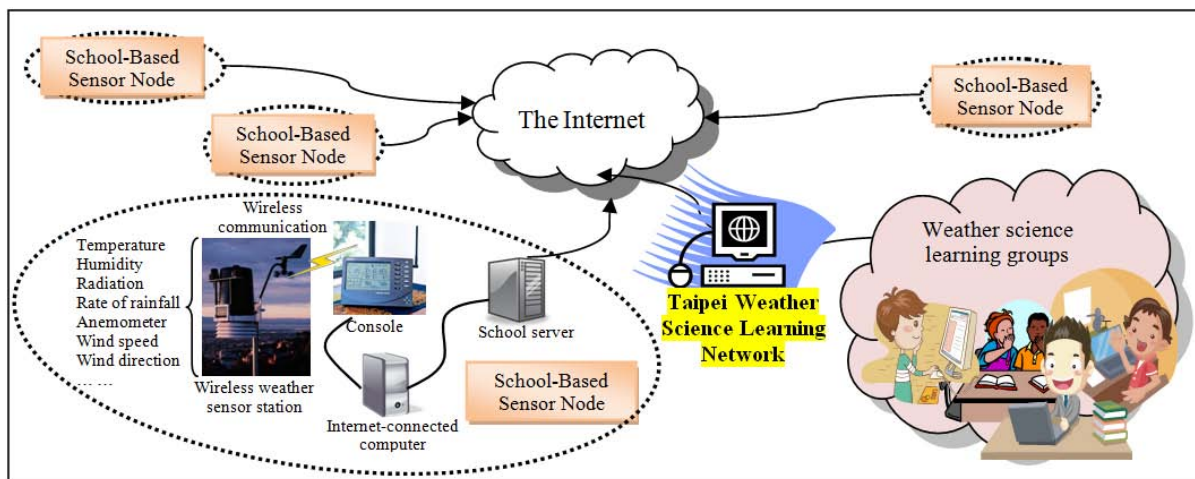 School-Based
Sensor Node
School-Based
Sensor Node
The Internet
School-Based
Sensor Node
Wireless
communication
Temperature
Humidity
Radiation
Rate of rainfall
Anemometer
Wind speed
Wind direction
... ...
Wireless weather
sensor station
Console
Internet-connected
computer
School server
School-Based
Sensor Node
Taipei Weather
Science Learning
Network
Weather science
learning groups